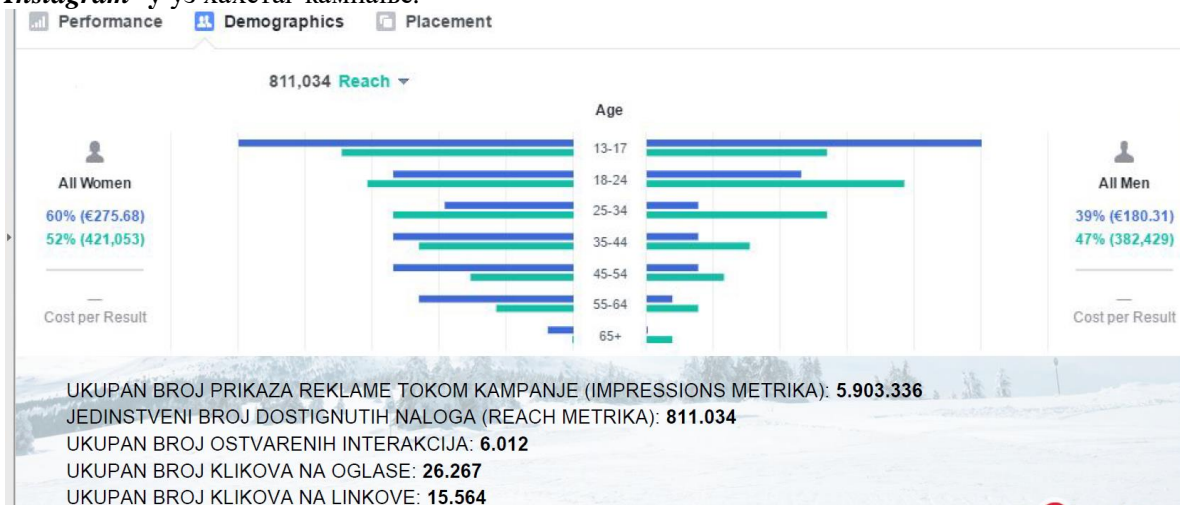 Instagram-у уз хаxетаг кампање.
Performance Demographics Placement
811,034 Reach
Age
13-17
18-24
25-34
35-44
45-54
55-64
65+
All Women
60% (€275.68)
52% (421,053)
—
Cost per Result
All Men
39% (€180.31)
47% (382,429)
—
Cost per Result
UKUPAN BROJ PRIKAZA REKLAME TOKOM KAMPANJE (IMPRESSIONS METRIKA): 5.903.336
JEDINSTVENI BROJ DOSTIGNUTIH NALOGA (REACH METRIKA): 811.034
UKUPAN BROJ OSTVARENIH INTERAKCIJA: 6.012
UKUPAN BROJ KLIKOVA NA OGLASE: 26.267
UKUPAN BROJ KLIKOVA NA LINKOVE: 15.564